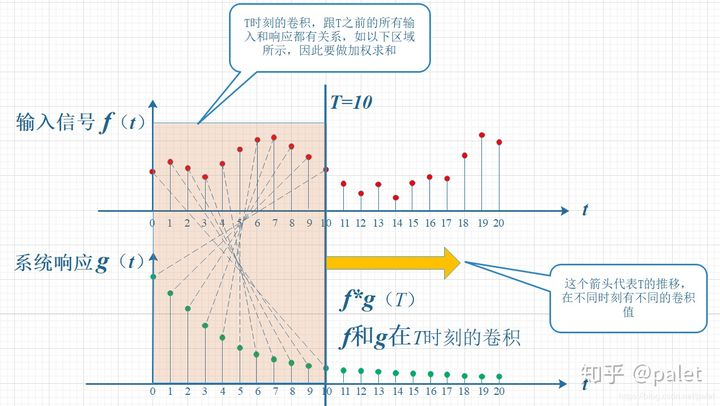 T时刻的卷积，跟T之前的所有输
入和响应都有关系，如以下区域
所示，因此要做加权求和
T=10
输入信号 f（t）
0 1 2 3 4 5 6 7 8 9 10 11 12 13 14 15 16 17 18 19 20
t
系统响应 g（t）
这个箭头代表T的推移，
在不同时刻有不同的卷积
值
f*g（T）
f和g在T时刻的卷积
0 1 2 3 4 5 6 7 8 9 10 11 12 13 14 15 16 17 18 19 20
t
知乎 @palet